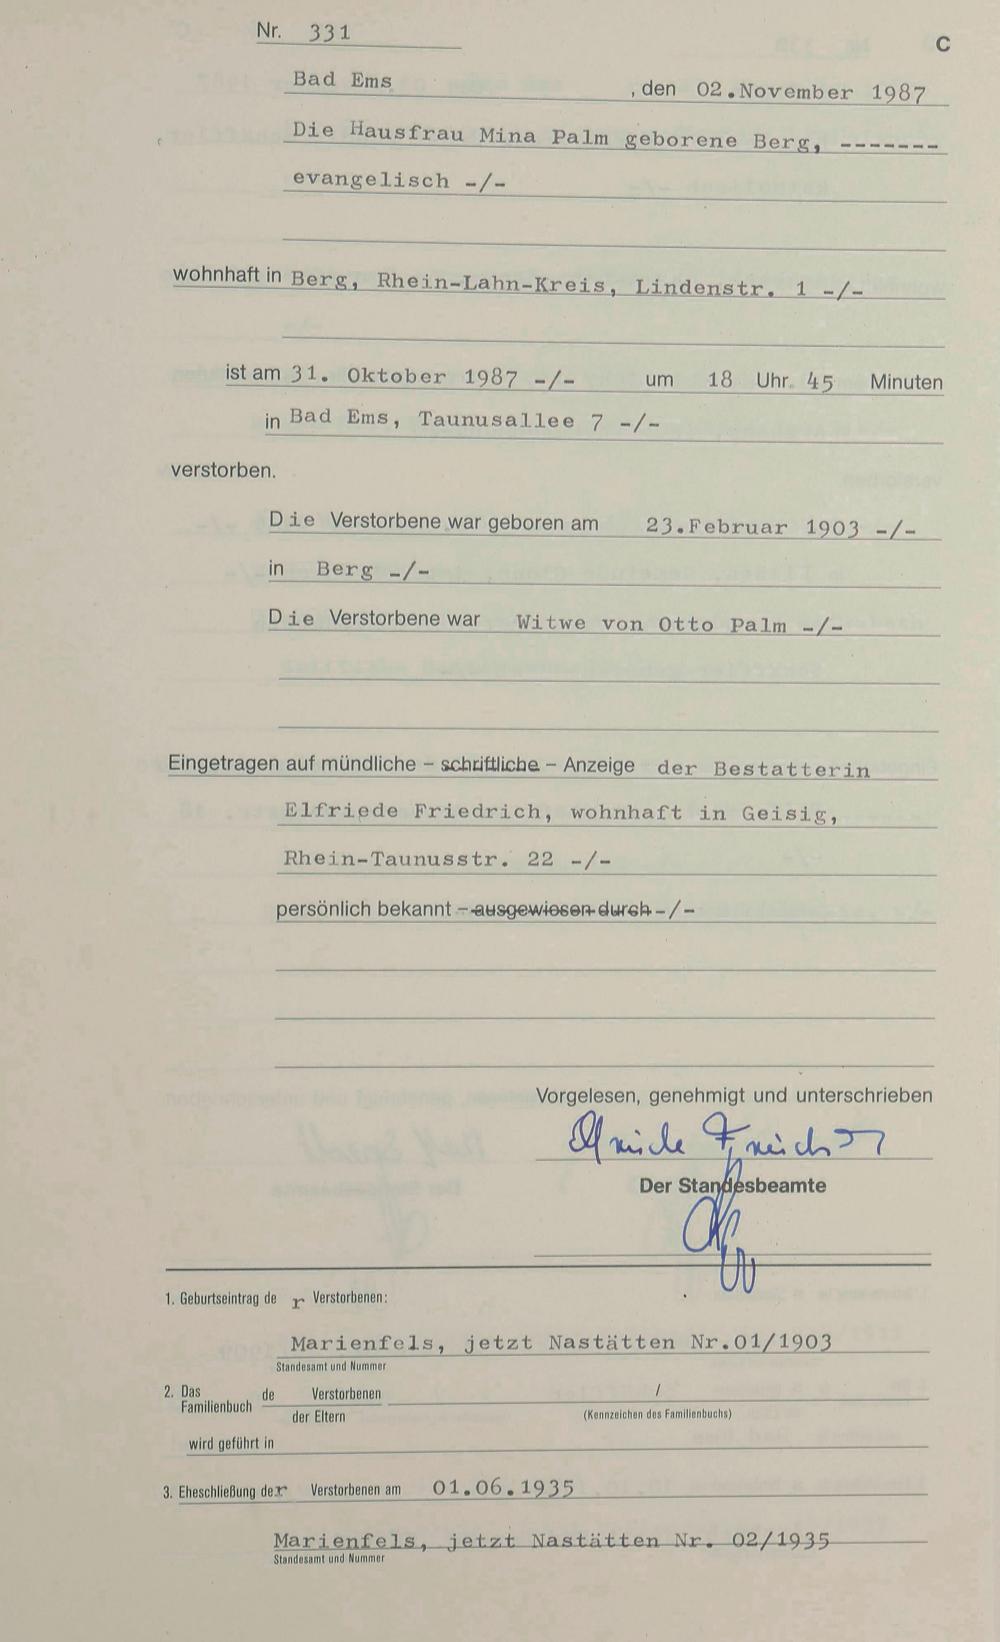 Nr. 331
C
Bad Ems , den 02.November 1987
Die Hausfrau Mina Palm geborene Berg, -------
evangelisch -/-
wohnhaft in Berg, Rhein-Lahn-Kreis, Lindenstr. 1 -/-
ist am 31. Oktober 1987 -/- um 18 Uhr 45 Minuten
in Bad Ems, Taunusallee 7 -/-
verstorben.
Die Verstorbene war geboren am 23.Februar 1903 -/-
in Berg -/-
Die Verstorbene war Witwe von Otto Palm -/-
Eingetragen auf mündliche – schriftliche – Anzeige der Bestatterin
Elfriede Friedrich, wohnhaft in Geisig,
Rhein-Taunusstr. 22 -/-
persönlich bekannt – ausgewiesen durch -/-
Vorgelesen, genehmigt und unterschrieben
Elfriede Friedrich
Der Standesbeamte
1. Geburtseintrag de r Verstorbenen:
Marienfels, jetzt Nastätten Nr.01/1903
Standesamt und Nummer
2. Das Familienbuch de Verstorbenen /
der Eltern (Kennzeichen des Familienbuchs)
wird geführt in
3. Eheschließung der Verstorbenen am 01.06.1935
Marienfels, jetzt Nastätten Nr. 02/1935
Standesamt und Nummer